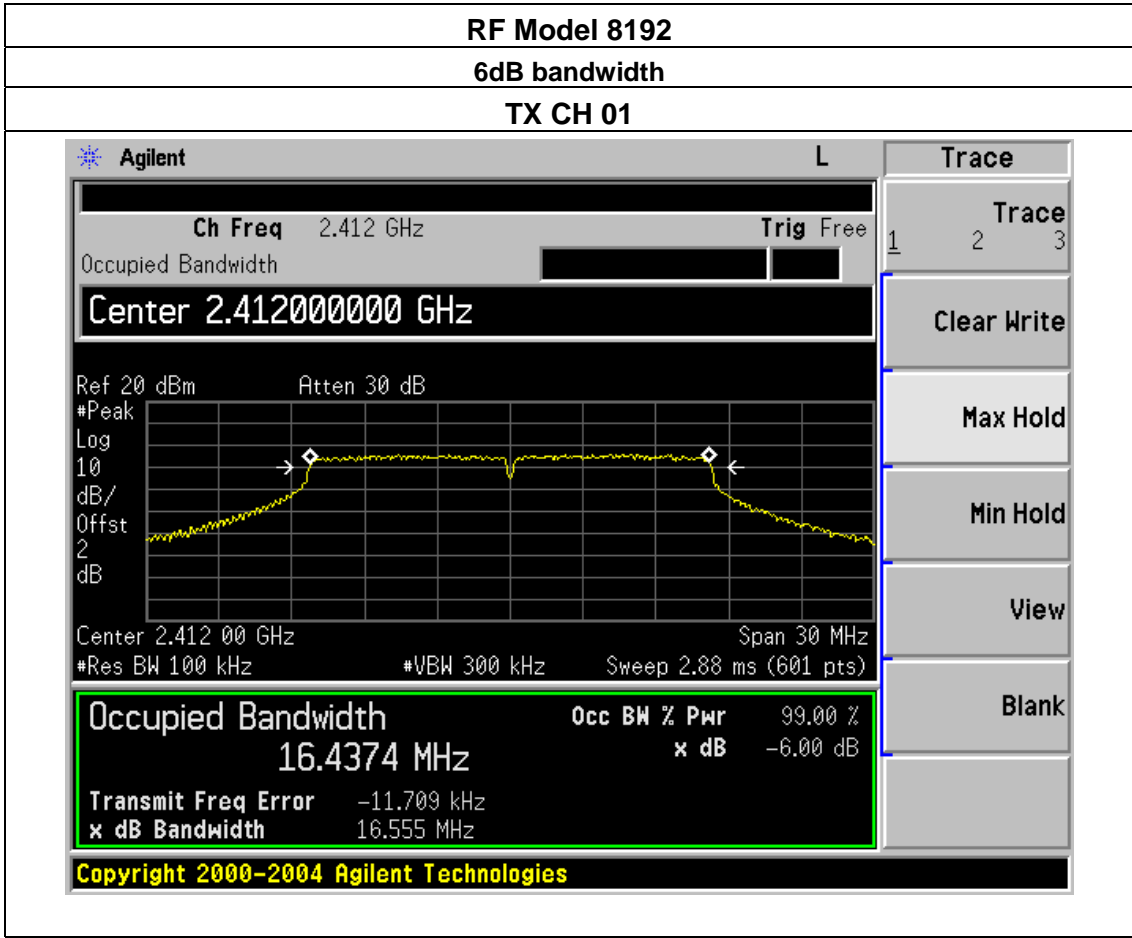 RF Model 8192
6dB bandwidth
TX CH 01
Agilent L Trace
Ch Freq 2.412 GHz Trig Free
Occupied Bandwidth
Trace
1 2 3
Center 2.412000000 GHz
Clear Write
Ref 20 dBm Atten 30 dB
#Peak
Log
10
dB/
Offst
2
dB
Max Hold
Min Hold
View
Center 2.412 00 GHz Span 30 MHz
#Res BW 100 kHz #VBW 300 kHz Sweep 2.88 ms (601 pts)
Blank
Occupied Bandwidth Occ BW % Pwr 99.00 %
16.4374 MHz x dB -6.00 dB
Transmit Freq Error -11.709 kHz
x dB Bandwidth 16.555 MHz
Copyright 2000-2004 Agilent Technologies